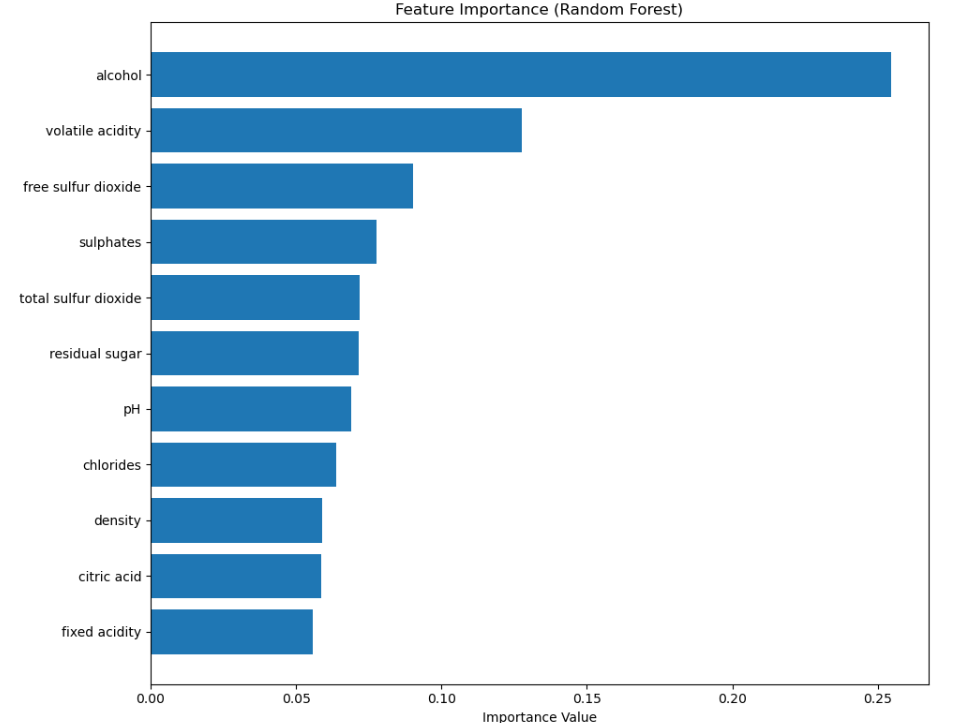 Feature Importance (Random Forest)
alcohol
volatile acidity
free sulfur dioxide
sulphates
total sulfur dioxide
residual sugar
pH
chlorides
density
citric acid
fixed acidity
0.00 0.05 0.10 0.15 0.20 0.25
Importance Value